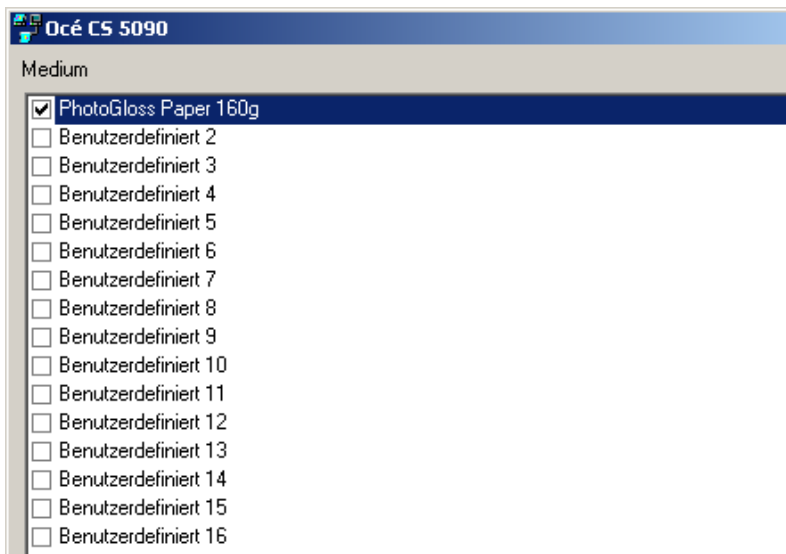 Océ CS 5090
Medium
PhotoGloss Paper 160g
Benutzerdefiniert 2
Benutzerdefiniert 3
Benutzerdefiniert 4
Benutzerdefiniert 5
Benutzerdefiniert 6
Benutzerdefiniert 7
Benutzerdefiniert 8
Benutzerdefiniert 9
Benutzerdefiniert 10
Benutzerdefiniert 11
Benutzerdefiniert 12
Benutzerdefiniert 13
Benutzerdefiniert 14
Benutzerdefiniert 15
Benutzerdefiniert 16